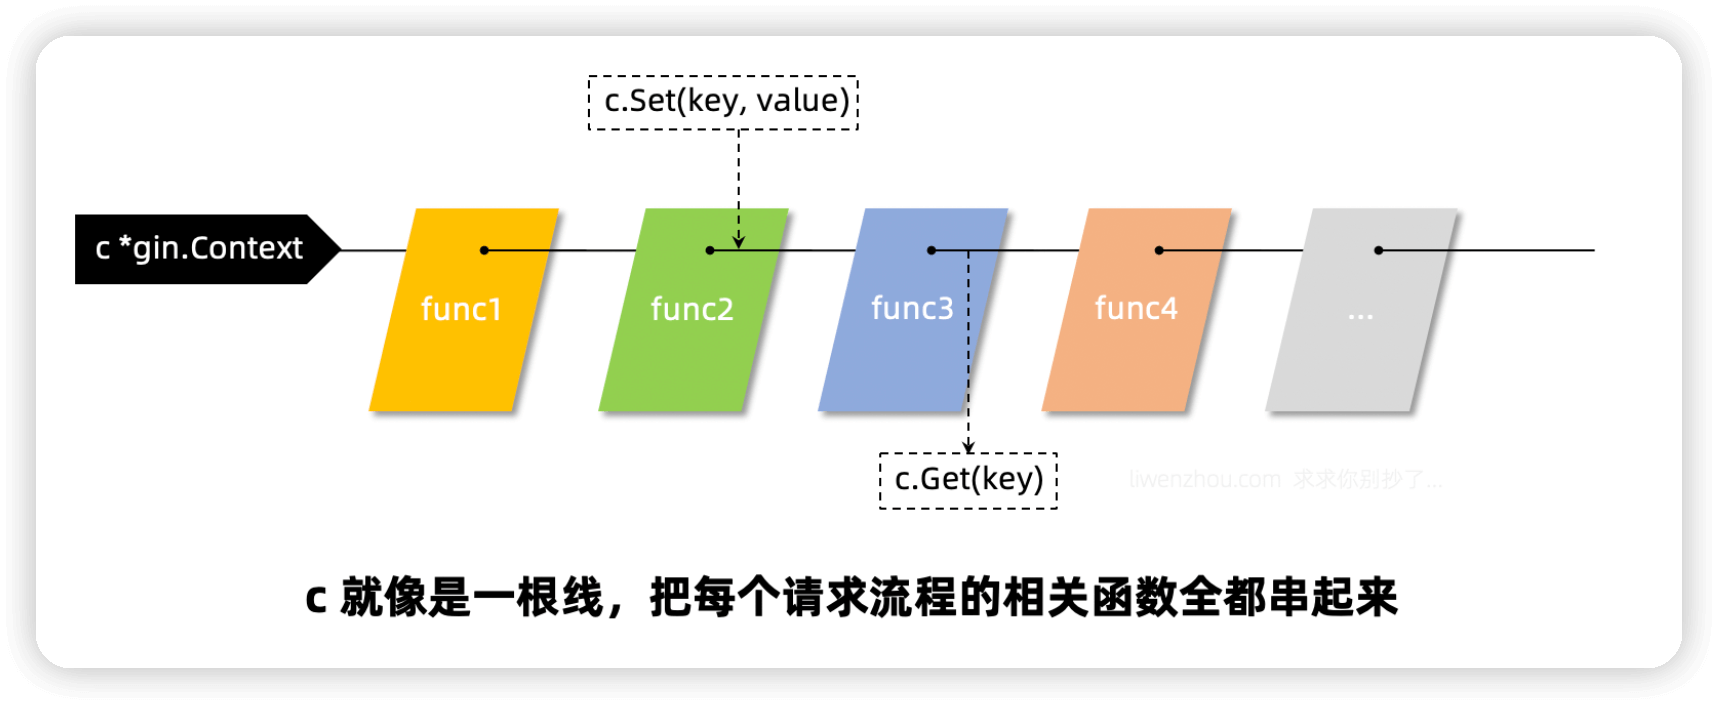 c.Set(key, value)
c *gin.Context
func1
func2
func3
func4
...
c.Get(key)
liwenzhou.com 求求你别抄了...
c 就像是一根线，把每个请求流程的相关函数全都串起来